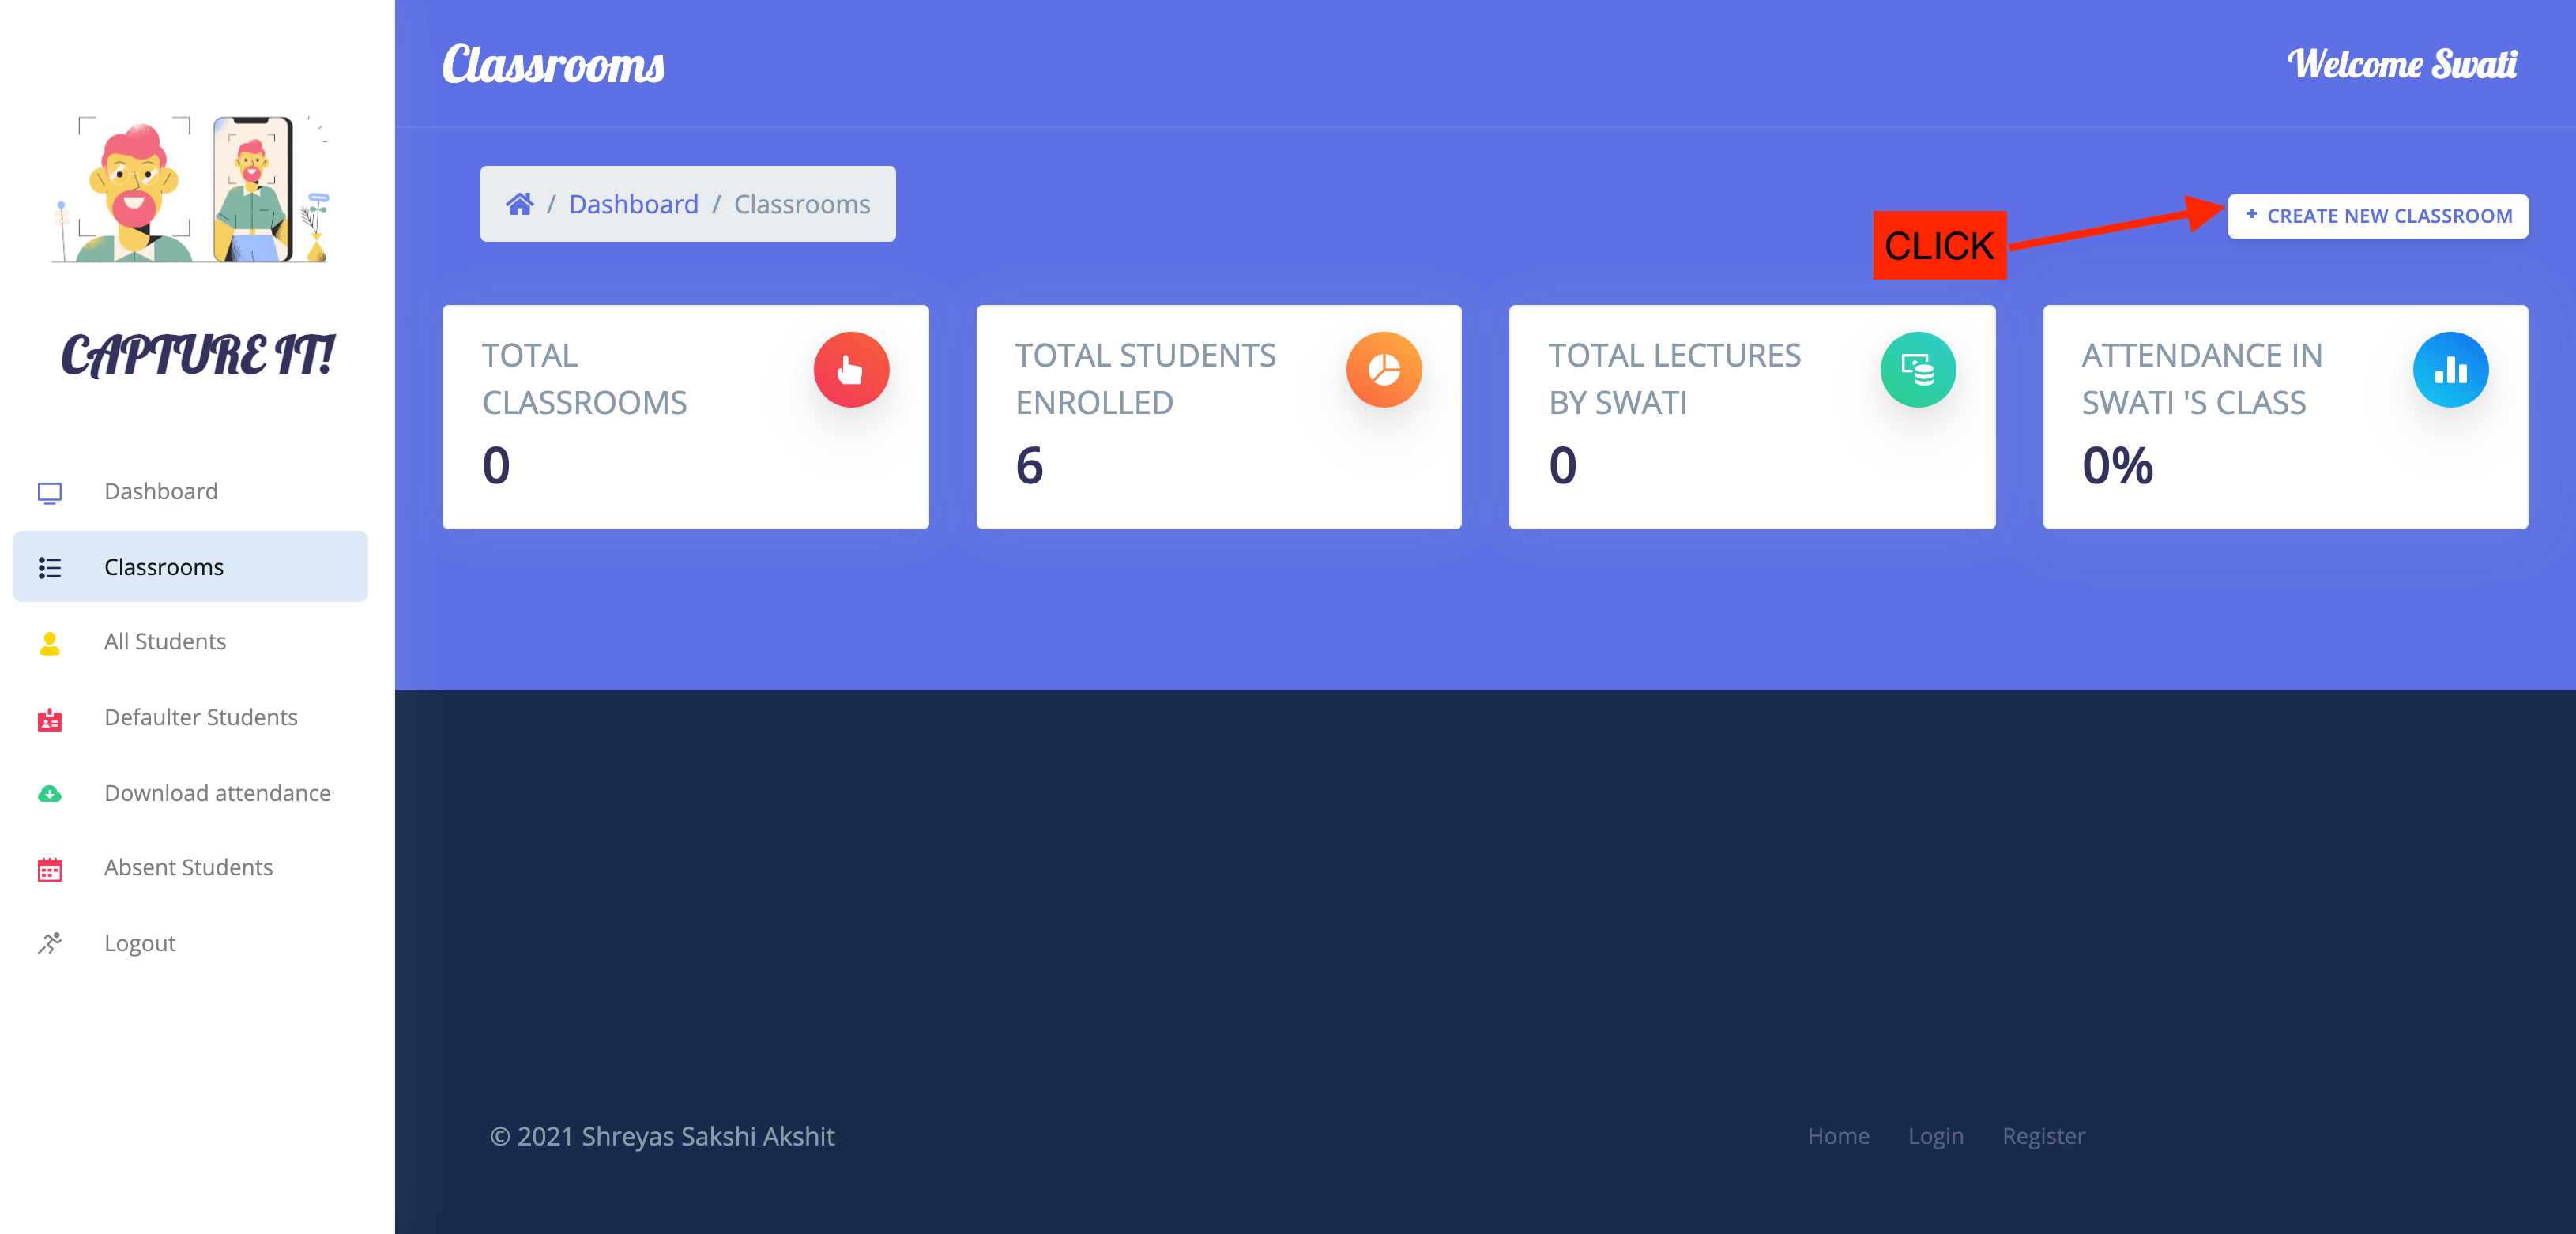 Classrooms
Welcome Swati
/ Dashboard / Classrooms
+ CREATE NEW CLASSROOM
CLICK
CAPTURE IT!
TOTAL
CLASSROOMS
0
TOTAL STUDENTS
ENROLLED
6
TOTAL LECTURES
BY SWATI
0
ATTENDANCE IN
SWATI 'S CLASS
0%
Dashboard
Classrooms
All Students
Defaulter Students
Download attendance
Absent Students
Logout
© 2021 Shreyas Sakshi Akshit
Home Login Register